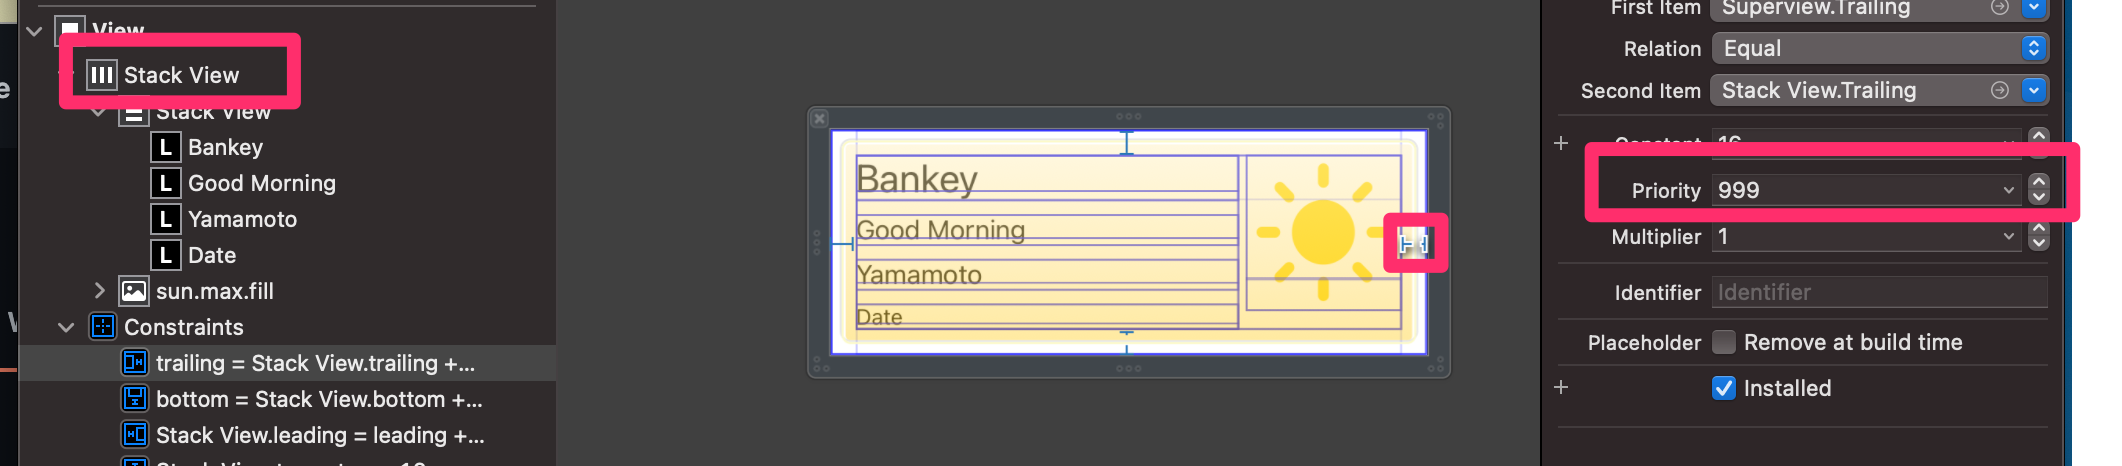 View
Stack View
Stack View
L Bankey
L Good Morning
L Yamamoto
L Date
sun.max.fill
Constraints
trailing = Stack View.trailing +...
bottom = Stack View.bottom +...
Stack View.leading = leading +...
Bankey
Good Morning
Yamamoto
Date
First Item Superview.Trailing
Relation Equal
Second Item Stack View.Trailing
Constant 16
Priority 999
Multiplier 1
Identifier Identifier
Placeholder Remove at build time
Installed